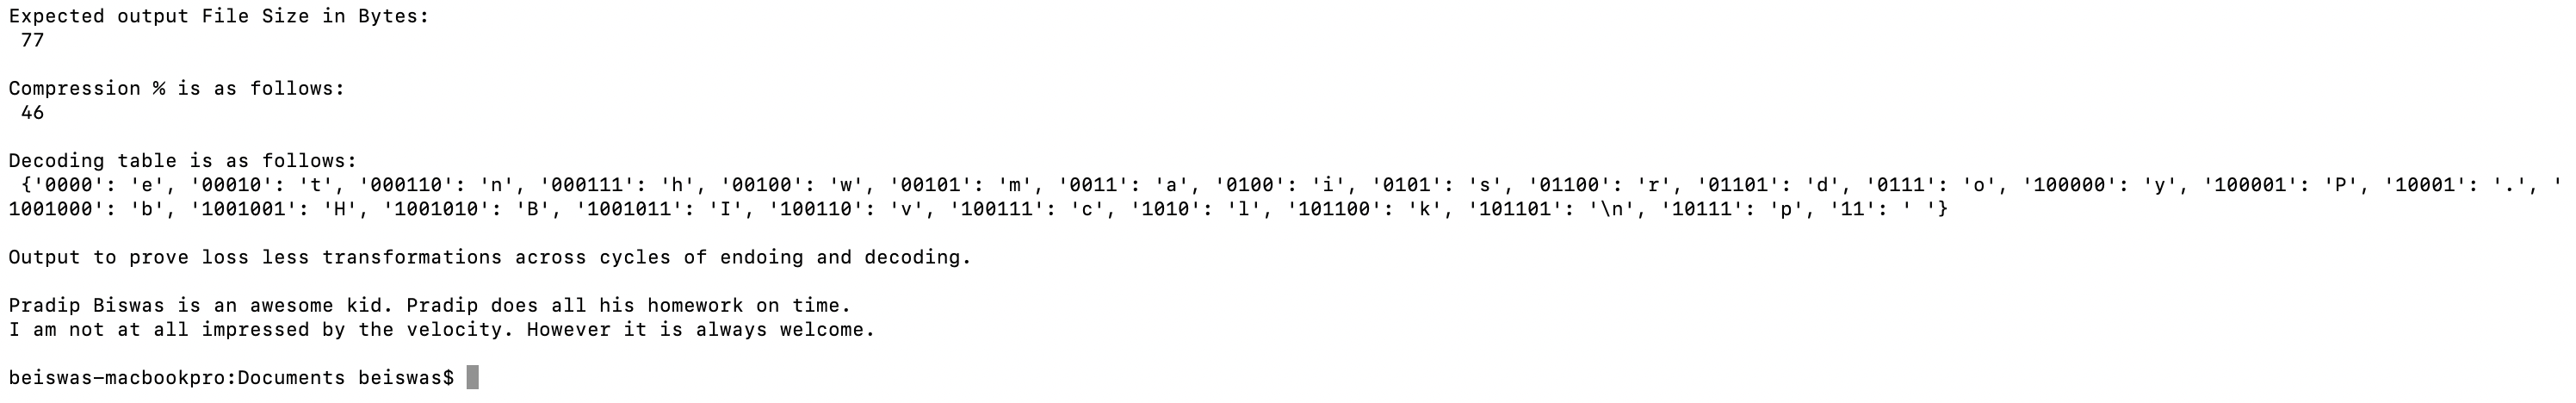 Expected output File Size in Bytes:
77
Compression % is as follows:
46
Decoding table is as follows:
{'0000': 'e', '00010': 't', '000110': 'n', '000111': 'h', '00100': 'w', '00101': 'm', '0011': 'a', '0100': 'i', '0101': 's', '01100': 'r', '01101': 'd', '0111': 'o', '100000': 'y', '100001': 'P', '10001': '.', '
1001000': 'b', '1001001': 'H', '1001010': 'B', '1001011': 'I', '100110': 'v', '100111': 'c', '1010': 'l', '101100': 'k', '101101': '\n', '10111': 'p', '11': ' '}
Output to prove loss less transformations across cycles of endoing and decoding.
Pradip Biswas is an awesome kid. Pradip does all his homework on time.
I am not at all impressed by the velocity. However it is always welcome.
beiswas-macbookpro:Documents beiswas$